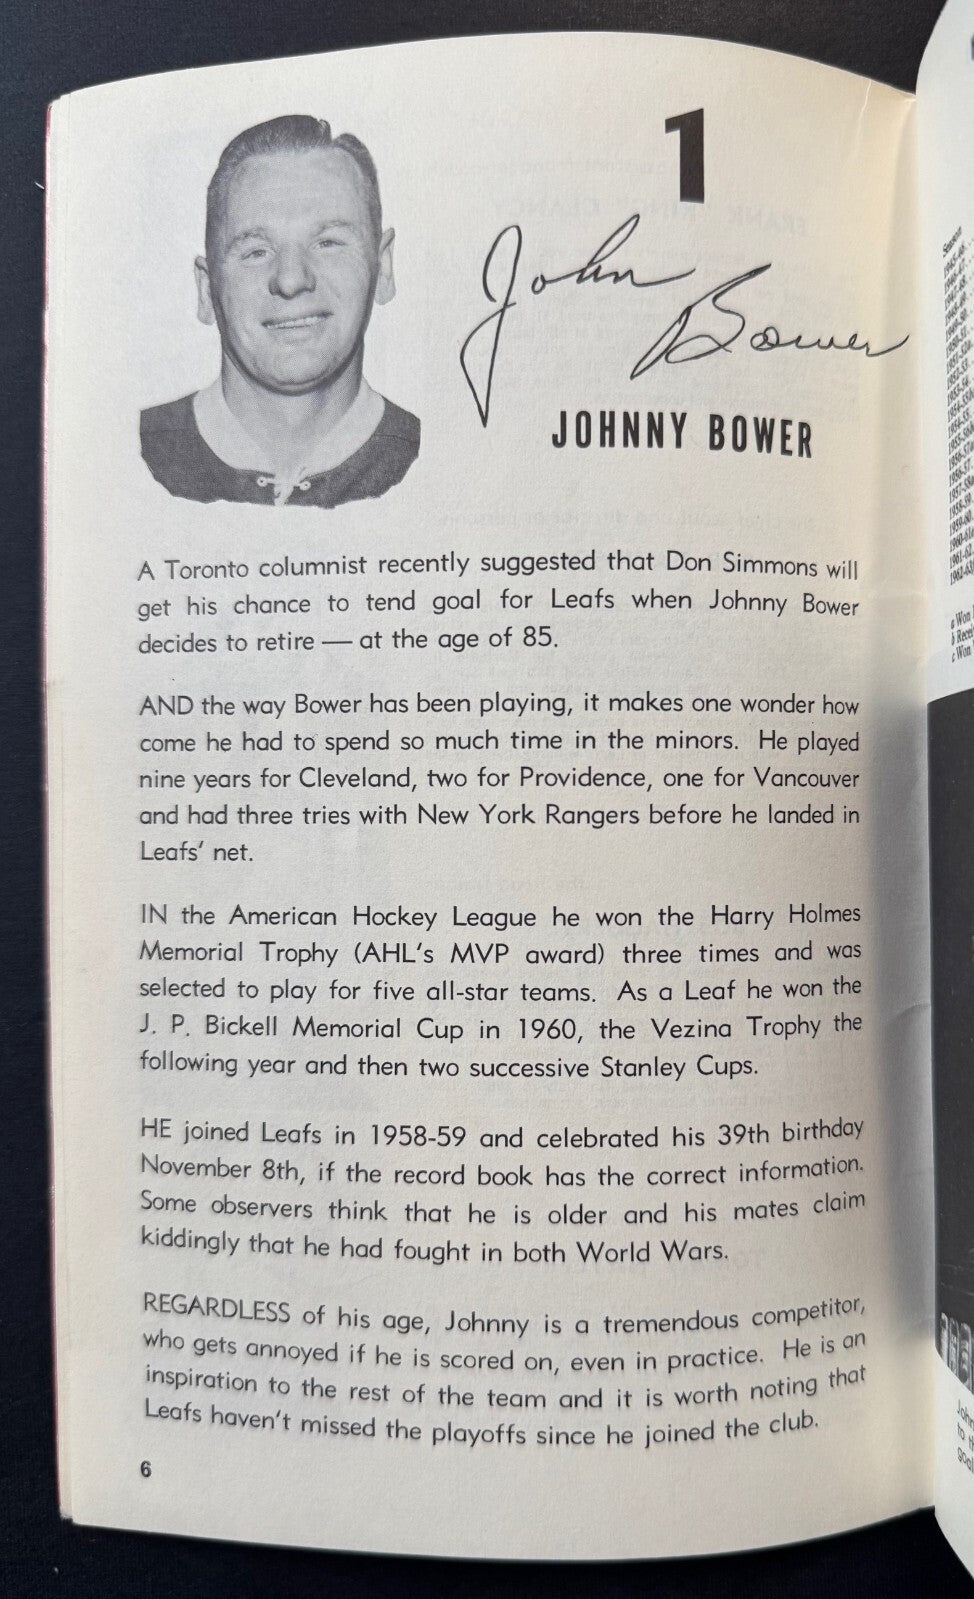 1
John Bower
JOHNNY BOWER
A Toronto columnist recently suggested that Don Simmons will
get his chance to tend goal for Leafs when Johnny Bower
decides to retire — at the age of 85.
AND the way Bower has been playing, it makes one wonder how
come he had to spend so much time in the minors. He played
nine years for Cleveland, two for Providence, one for Vancouver
and had three tries with New York Rangers before he landed in
Leafs' net.
IN the American Hockey League he won the Harry Holmes
Memorial Trophy (AHL's MVP award) three times and was
selected to play for five all-star teams. As a Leaf he won the
J. P. Bickell Memorial Cup in 1960, the Vezina Trophy the
following year and then two successive Stanley Cups.
HE joined Leafs in 1958-59 and celebrated his 39th birthday
November 8th, if the record book has the correct information.
Some observers think that he is older and his mates claim
kiddingly that he had fought in both World Wars.
REGARDLESS of his age, Johnny is a tremendous competitor,
who gets annoyed if he is scored on, even in practice. He is an
inspiration to the rest of the team and it is worth noting that
Leafs haven't missed the playoffs since he joined the club.
6
Season